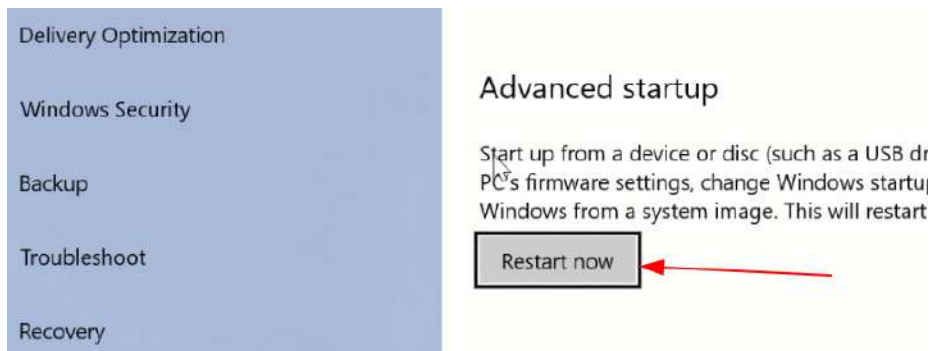 Delivery Optimization
Windows Security
Backup
Troubleshoot
Recovery
Advanced startup
Start up from a device or disc (such as a USB
PC's firmware settings, change Windows
Windows from a system image. This will restart
Restart now